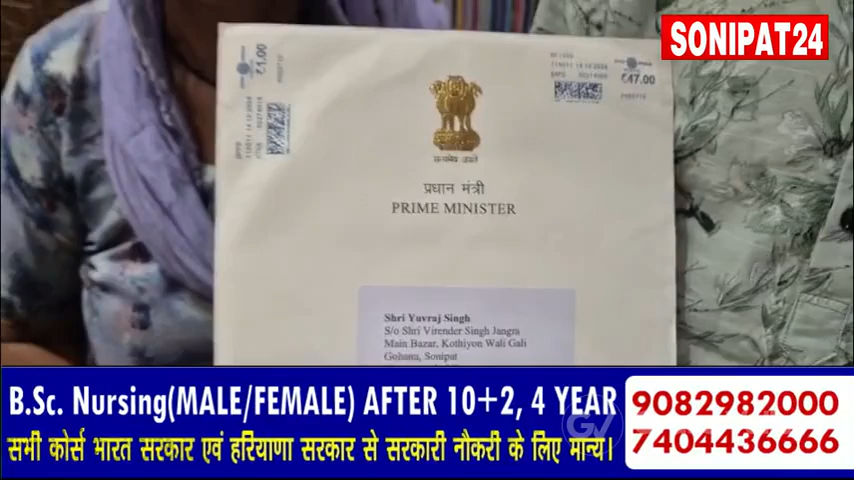 SONIPAT24
₹1.00
₹47.00
सत्यमेव जयते
प्रधान मंत्री
PRIME MINISTER
Shri Yuvraj Singh
S/o Shri Virender Singh Jangra
Main Bazar, Kothiyon Wali Gali
Gohana, Sonipat
B.Sc. Nursing(MALE/FEMALE) AFTER 10+2, 4 YEAR
9082982000
सभी कोर्स भारत सरकार एवं हरियाणा सरकार से सरकारी नौकरी के लिए मान्य।
7404436666